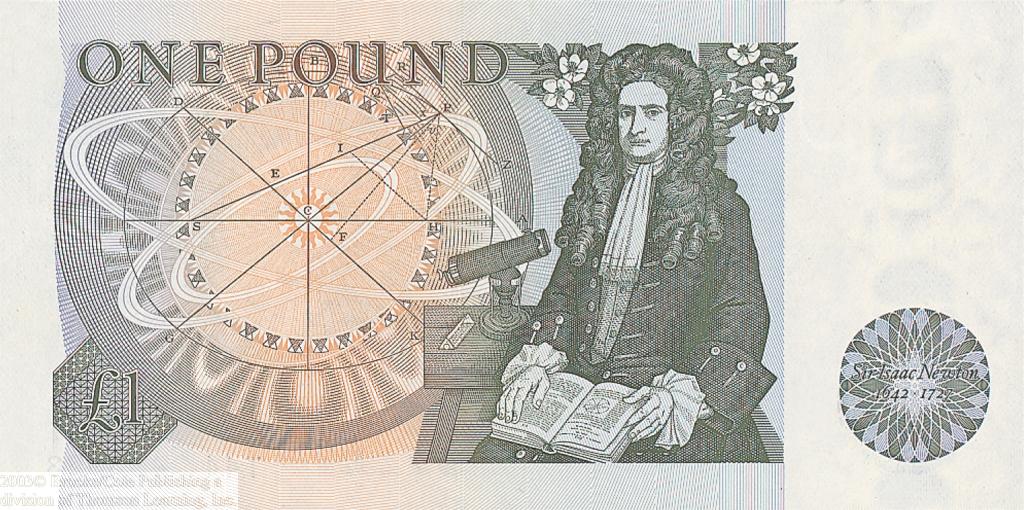 ONE POUND
B
R
D
Q
P
T
I
Z
E
C
S
F
H
A
G
K
£1
Sir Isaac Newton
1642 · 1727
2003© Brooks/Cole Publishing a
division of Thomson Learning, Inc.